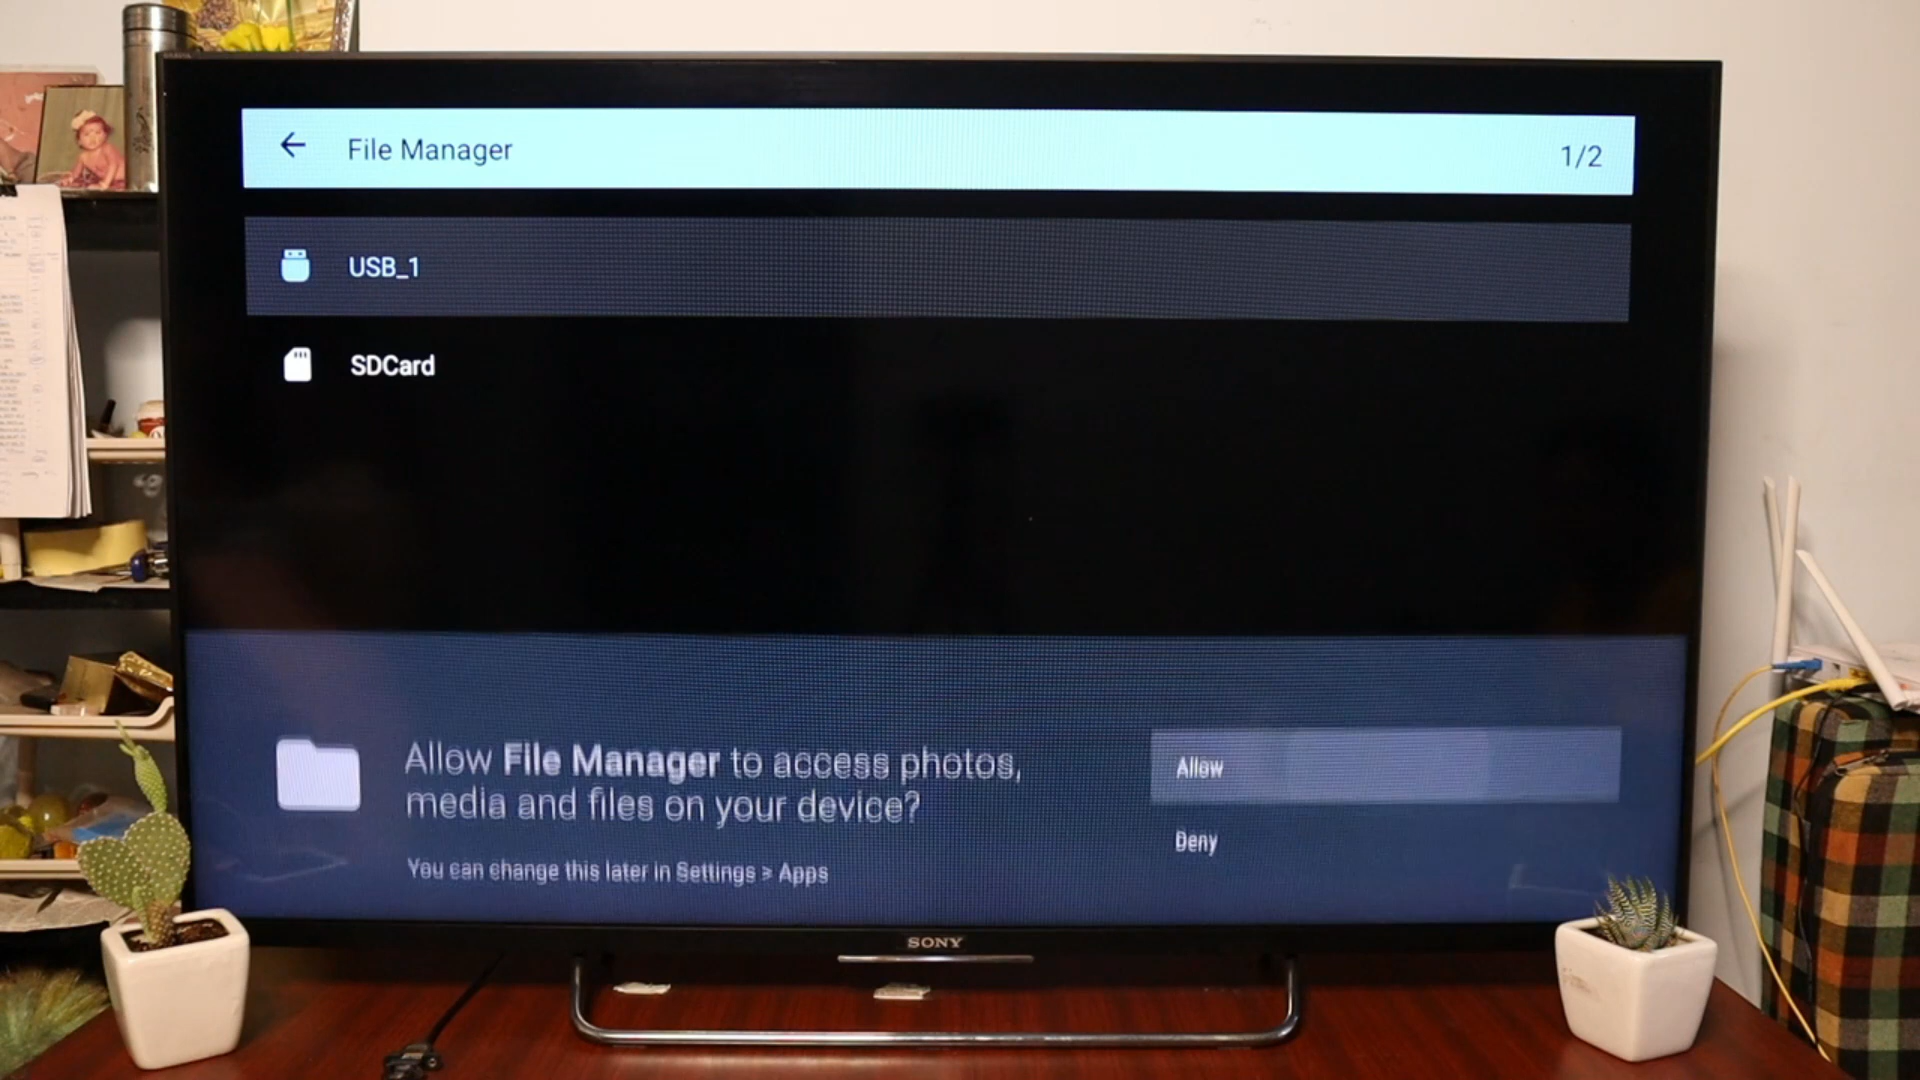 File Manager
1/2
USB_1
SDCard
Allow File Manager to access photos,
media and files on your device?
You can change this later in Settings > Apps
Allow
Deny
SONY